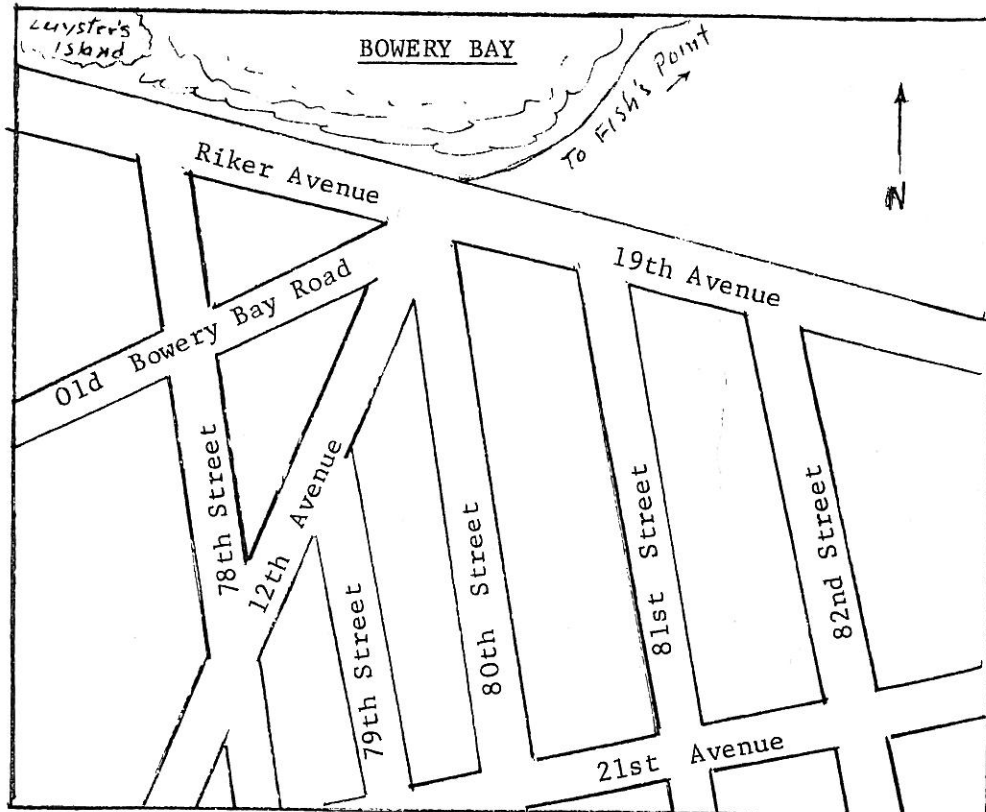 Luyster's
Island
BOWERY BAY
To Fish's Point
N
Riker Avenue
19th Avenue
Old Bowery Bay Road
78th Street
12th Avenue
79th Street
80th Street
81st Street
82nd Street
21st Avenue